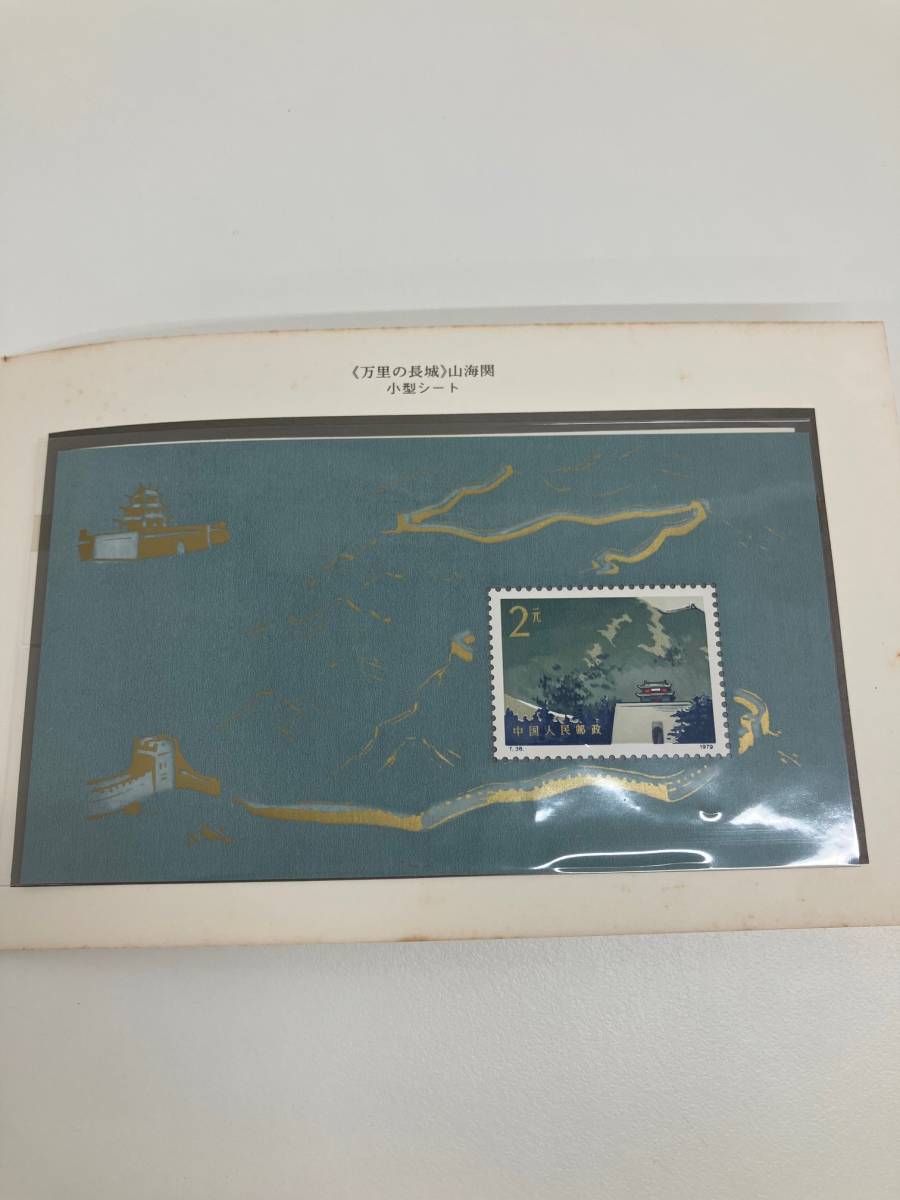 《万里の長城》山海関
小型シート
2元
中国人民邮政
T.38.
1979